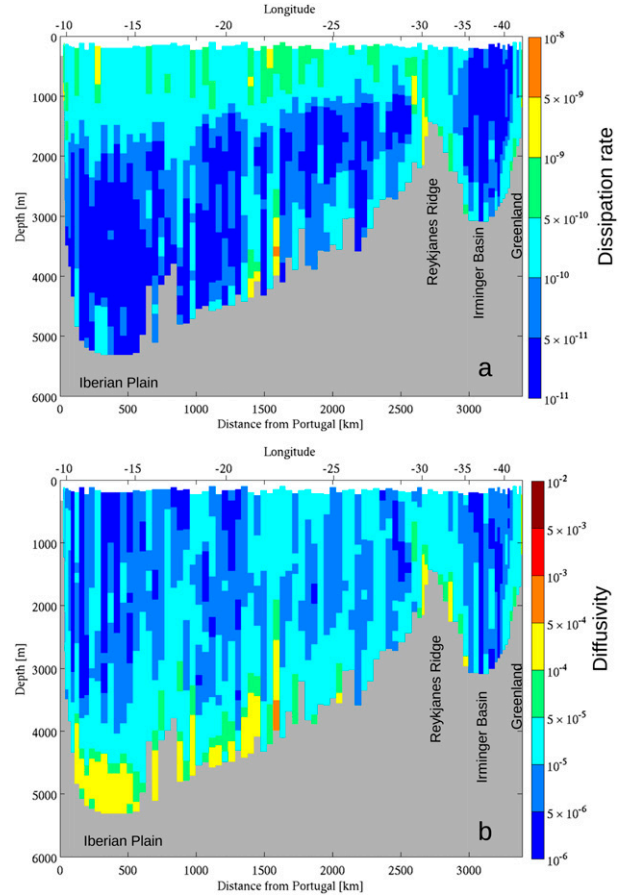 Longitude
-10 -14 -15 -20 -22 -25 -30 -35 -40
0
1000
2000
3000
4000
5000
6000
Depth [m]
Iberian Plain
Reykjanes Ridge
Irminger Basin
Greenland
a
0 500 1000 1500 2000 2500 3000
Distance from Portugal [km]
10⁻⁸
5 × 10⁻⁹
10⁻⁹
5 × 10⁻¹⁰
10⁻¹⁰
5 × 10⁻¹¹
10⁻¹¹
Dissipation rate
Longitude
-10 -14 -15 -20 -22 -25 -30 -35 -40
0
1000
2000
3000
4000
5000
6000
Depth [m]
Iberian Plain
Reykjanes Ridge
Irminger Basin
Greenland
b
0 500 1000 1500 2000 2500 3000
Distance from Portugal [km]
10⁻²
5 × 10⁻³
10⁻³
5 × 10⁻⁴
10⁻⁴
5 × 10⁻⁵
10⁻⁵
5 × 10⁻⁶
10⁻⁶
Diffusivity